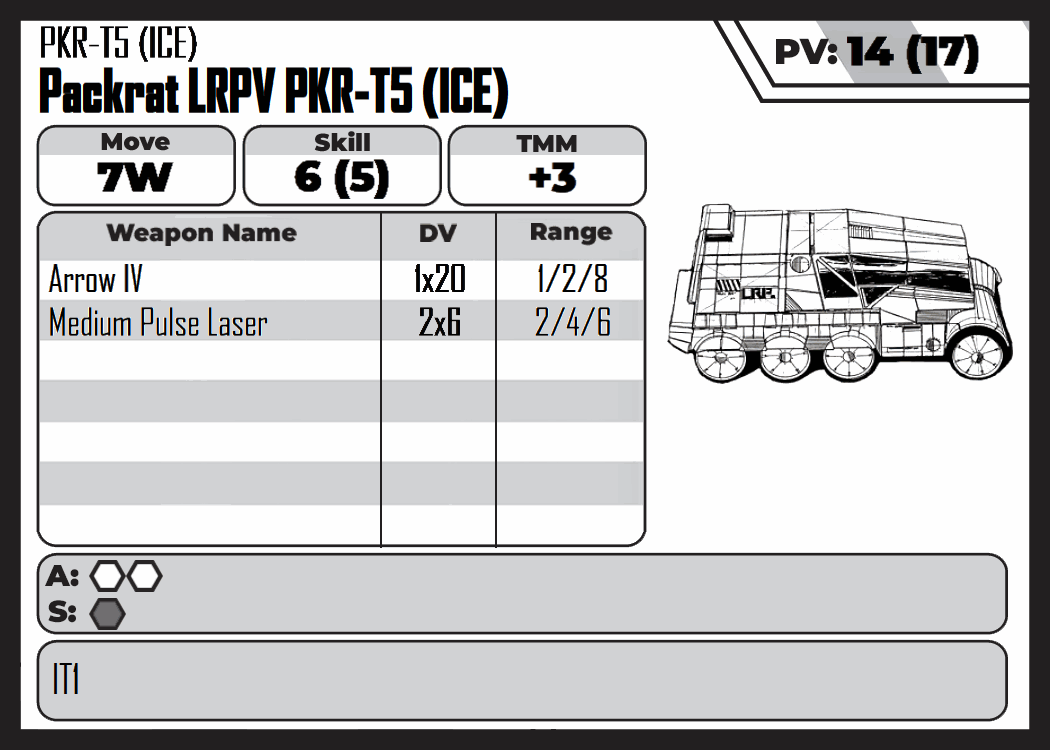 PKR-T5 (ICE)
Packrat LRPV PKR-T5 (ICE)
PV: 14 (17)
Move
7W
Skill
6 (5)
TMM
+3
Weapon Name DV Range
Arrow IV 1x20 1/2/8
Medium Pulse Laser 2x6 2/4/6
LRP.
A:
S:
IT1